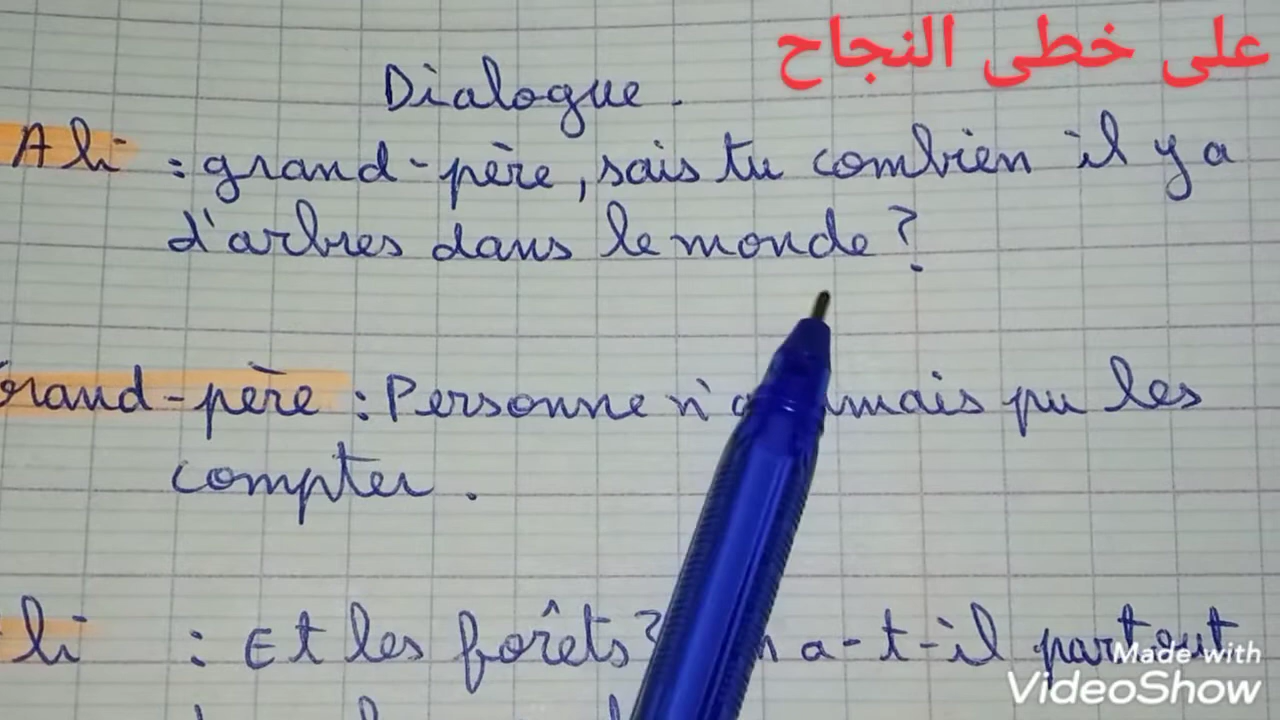 على خطى النجاح
Dialogue.
Ali : grand-père, sais tu combien il y a
d'arbres dans le monde ?
Grand-père : Personne n'a jamais pu les
compter.
Ali : Et les forêts? a-t-il partout
Made with
VideoShow